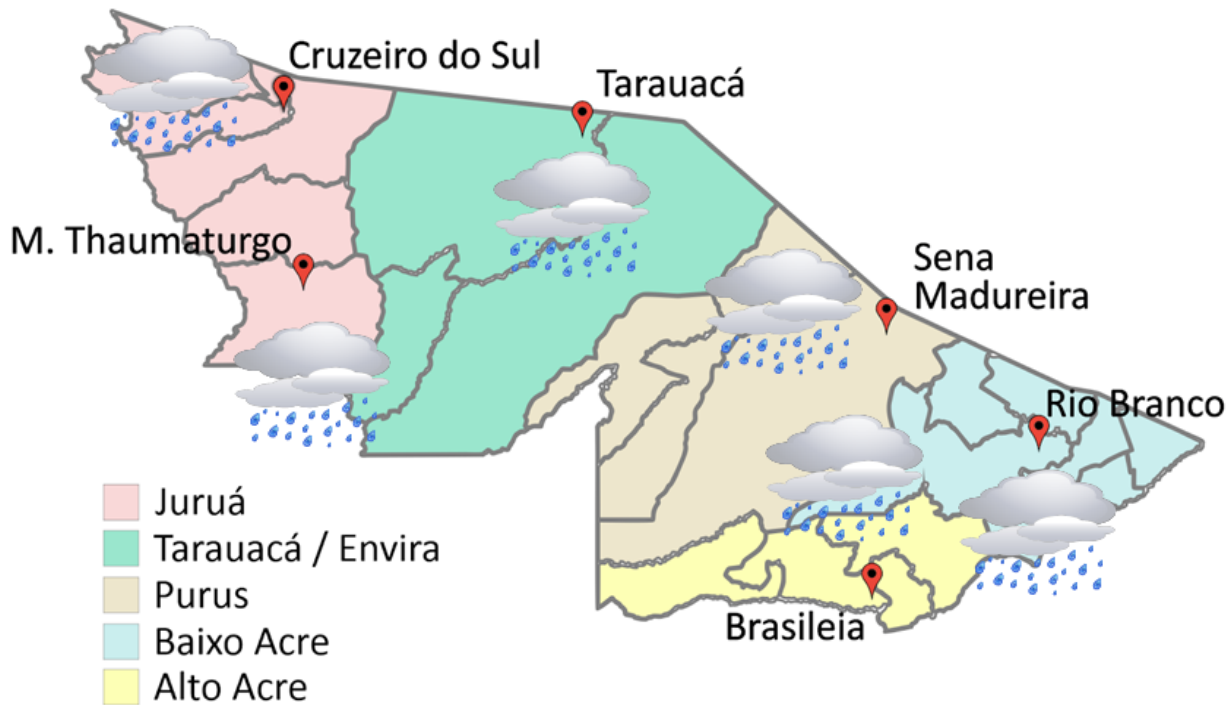 Cruzeiro do Sul
Tarauacá
M. Thaumaturgo
Sena
Madureira
Rio Branco
Brasileia
Juruá
Tarauacá / Envira
Purus
Baixo Acre
Alto Acre